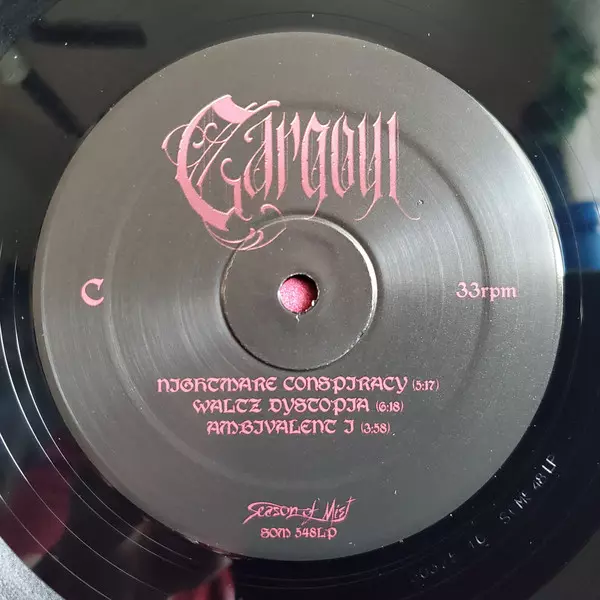 Gargoyl
C
33rpm
NIGHTMARE CONSPIRACY (5:17)
WALTZ DYSTOPIA (6:18)
AMBIVALENT I (3:58)
Season of Mist
SOM 548LP